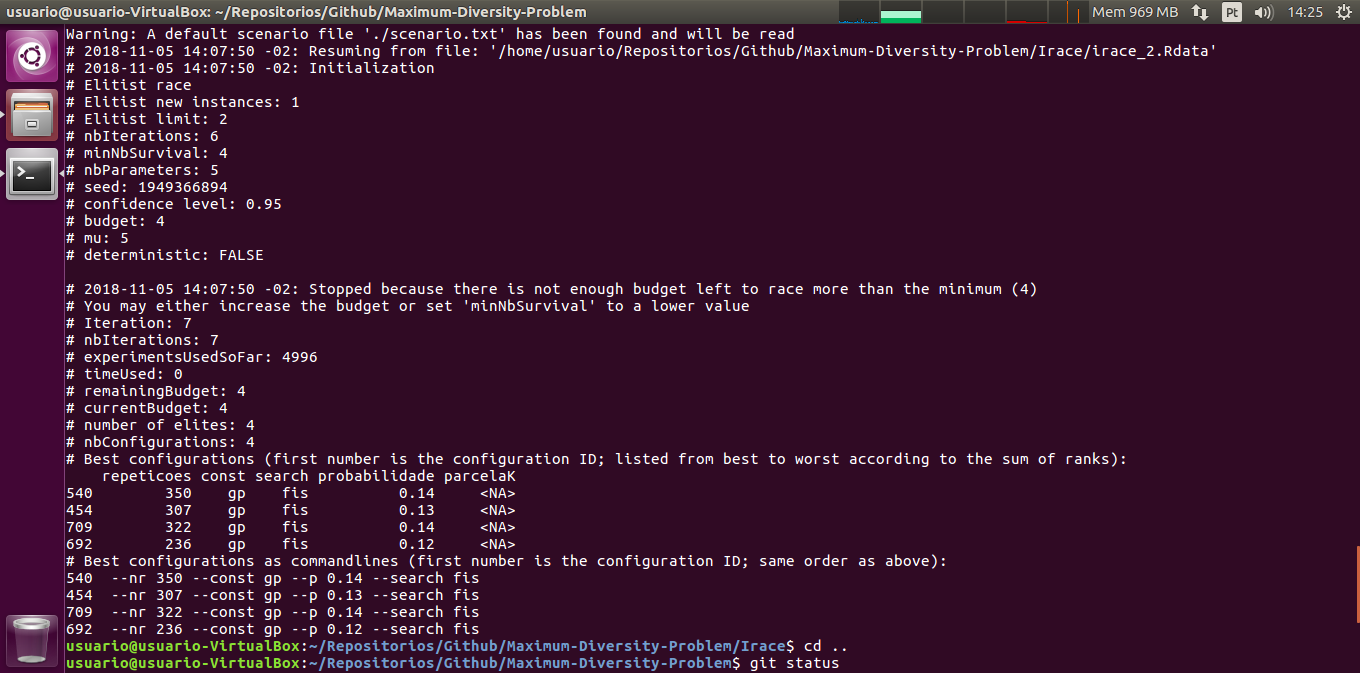 usuario@usuario-VirtualBox: ~/Repositorios/Github/Maximum-Diversity-Problem
Mem 969 MB Pt 14:25
Warning: A default scenario file './scenario.txt' has been found and will be read
# 2018-11-05 14:07:50 -02: Resuming from file: '/home/usuario/Repositorios/Github/Maximum-Diversity-Problem/Irace/irace_2.Rdata'
# 2018-11-05 14:07:50 -02: Initialization
# Elitist race
# Elitist new instances: 1
# Elitist limit: 2
# nbIterations: 6
# minNbSurvival: 4
# nbParameters: 5
# seed: 1949366894
# confidence level: 0.95
# budget: 4
# mu: 5
# deterministic: FALSE
# 2018-11-05 14:07:50 -02: Stopped because there is not enough budget left to race more than the minimum (4)
# You may either increase the budget or set 'minNbSurvival' to a lower value
# Iteration: 7
# nbIterations: 7
# experimentsUsedSoFar: 4996
# timeUsed: 0
# remainingBudget: 4
# currentBudget: 4
# number of elites: 4
# nbConfigurations: 4
# Best configurations (first number is the configuration ID; listed from best to worst according to the sum of ranks):
repeticoes const search probabilidade parcelaK
540 350 gp fis 0.14 <NA>
454 307 gp fis 0.13 <NA>
709 322 gp fis 0.14 <NA>
692 236 gp fis 0.12 <NA>
# Best configurations as commandlines (first number is the configuration ID; same order as above):
540 --nr 350 --const gp --p 0.14 --search fis
454 --nr 307 --const gp --p 0.13 --search fis
709 --nr 322 --const gp --p 0.14 --search fis
692 --nr 236 --const gp --p 0.12 --search fis
usuario@usuario-VirtualBox:~/Repositorios/Github/Maximum-Diversity-Problem/Irace$ cd ..
usuario@usuario-VirtualBox:~/Repositorios/Github/Maximum-Diversity-Problem$ git status